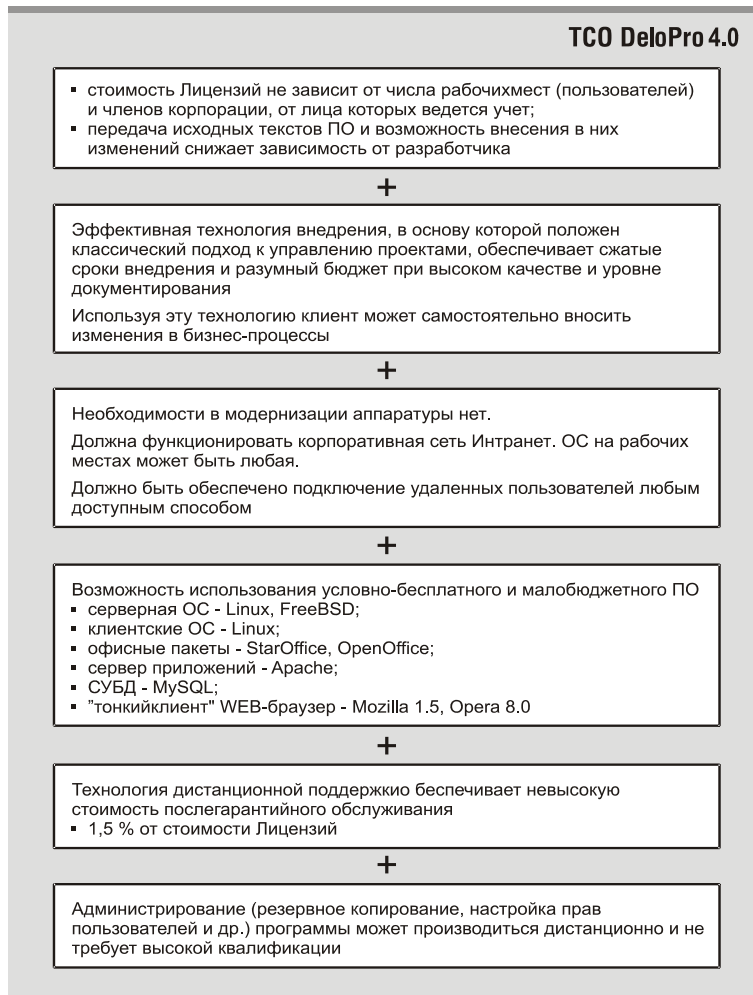 TCO DeloPro 4.0
▪ стоимость Лицензий не зависит от числа рабочихмест (пользователей)
и членов корпорации, от лица которых ведется учет;
▪ передача исходных текстов ПО и возможность внесения в них
изменений снижает зависимость от разработчика
+
Эффективная технология внедрения, в основу которой положен
классический подход к управлению проектами, обеспечивает сжатые
сроки внедрения и разумный бюджет при высоком качестве и уровне
документирования
Используя эту технологию клиент может самостоятельно вносить
изменения в бизнес-процессы
+
Необходимости в модернизации аппаратуры нет.
Должна функционировать корпоративная сеть Интранет. ОС на рабочих
местах может быть любая.
Должно быть обеспечено подключение удаленных пользователей любым
доступным способом
+
Возможность использования условно-бесплатного и малобюджетного ПО
▪ серверная ОС - Linux, FreeBSD;
▪ клиентские ОС - Linux;
▪ офисные пакеты - StarOffice, OpenOffice;
▪ сервер приложений - Apache;
▪ СУБД - MySQL;
▪ "тонкийклиент" WEB-браузер - Mozilla 1.5, Opera 8.0
+
Технология дистанционной поддержкио беспечивает невысокую
стоимость послегарантийного обслуживания
▪ 1,5 % от стоимости Лицензий
+
Администрирование (резервное копирование, настройка прав
пользователей и др.) программы может производиться дистанционно и не
требует высокой квалификации